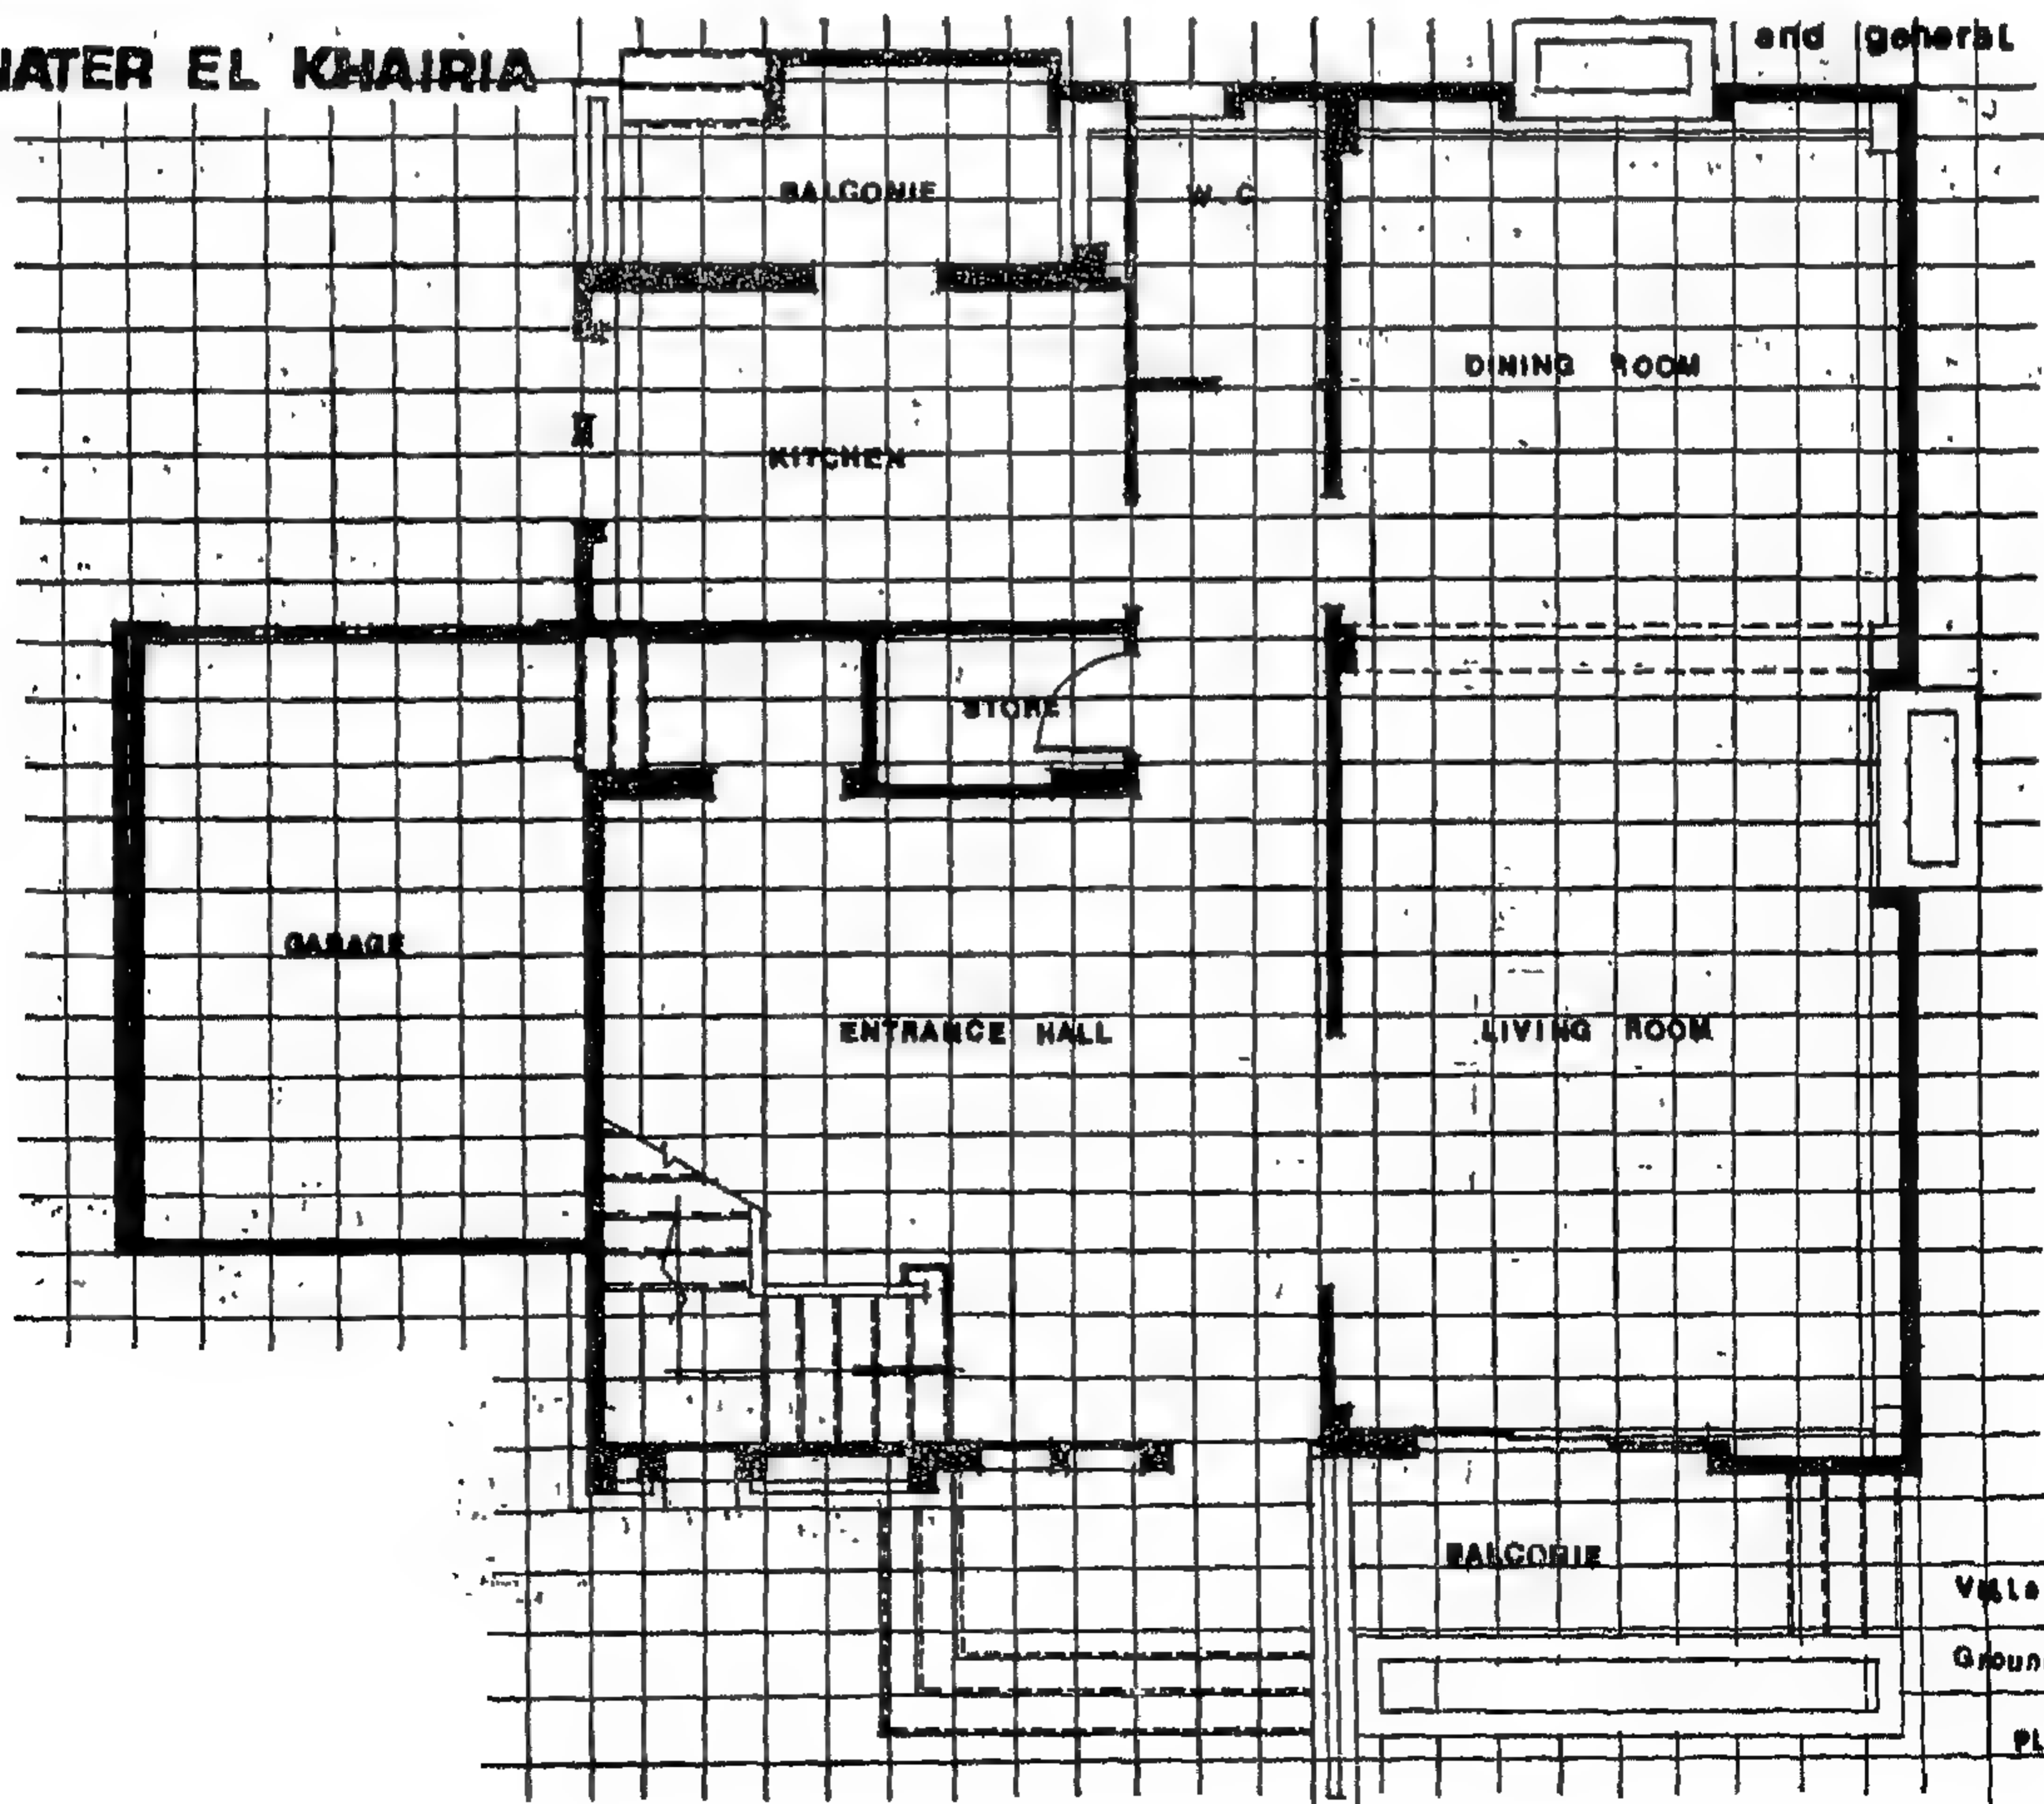 IATER EL KHAIRIA
and general
BALCONIE
W.C
DINING ROOM
KITCHEN
STORE
GARAGE
ENTRANCE HALL
LIVING ROOM
BALCONIE
Villa
Groun
PL